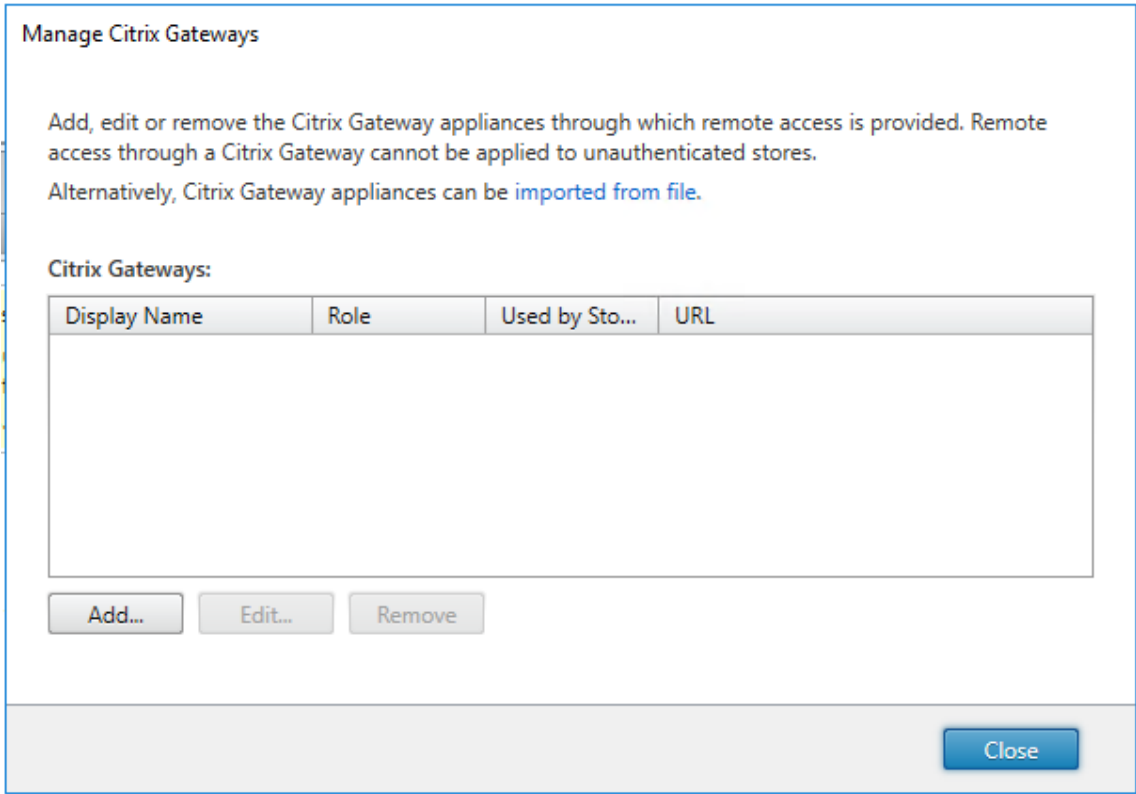 Manage Citrix Gateways
Add, edit or remove the Citrix Gateway appliances through which remote access is provided. Remote
access through a Citrix Gateway cannot be applied to unauthenticated stores.
Alternatively, Citrix Gateway appliances can be imported from file.
Citrix Gateways:
Display Name Role Used by Sto... URL
Add... Edit... Remove
Close